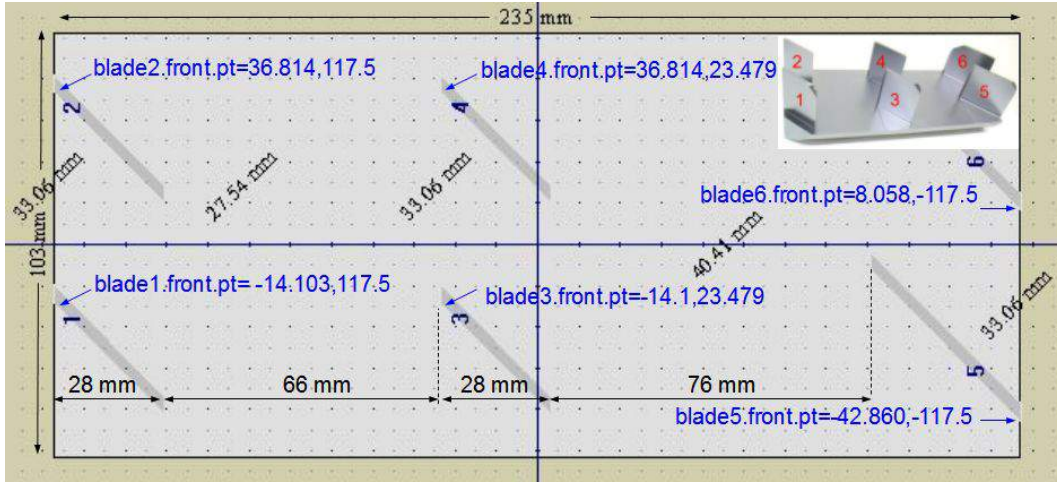 235 mm
blade2.front.pt=36.814,117.5
blade4.front.pt=36.814,23.479
2
4
6
5
1
3
2
4
6
33.06 mm
27.54 mm
33.06 mm
blade6.front.pt=8.058,-117.5
103 mm
40.41 mm
blade1.front.pt= -14.103,117.5
blade3.front.pt=-14.1,23.479
33.06 mm
1
3
5
28 mm
66 mm
28 mm
76 mm
blade5.front.pt=-42.860,-117.5